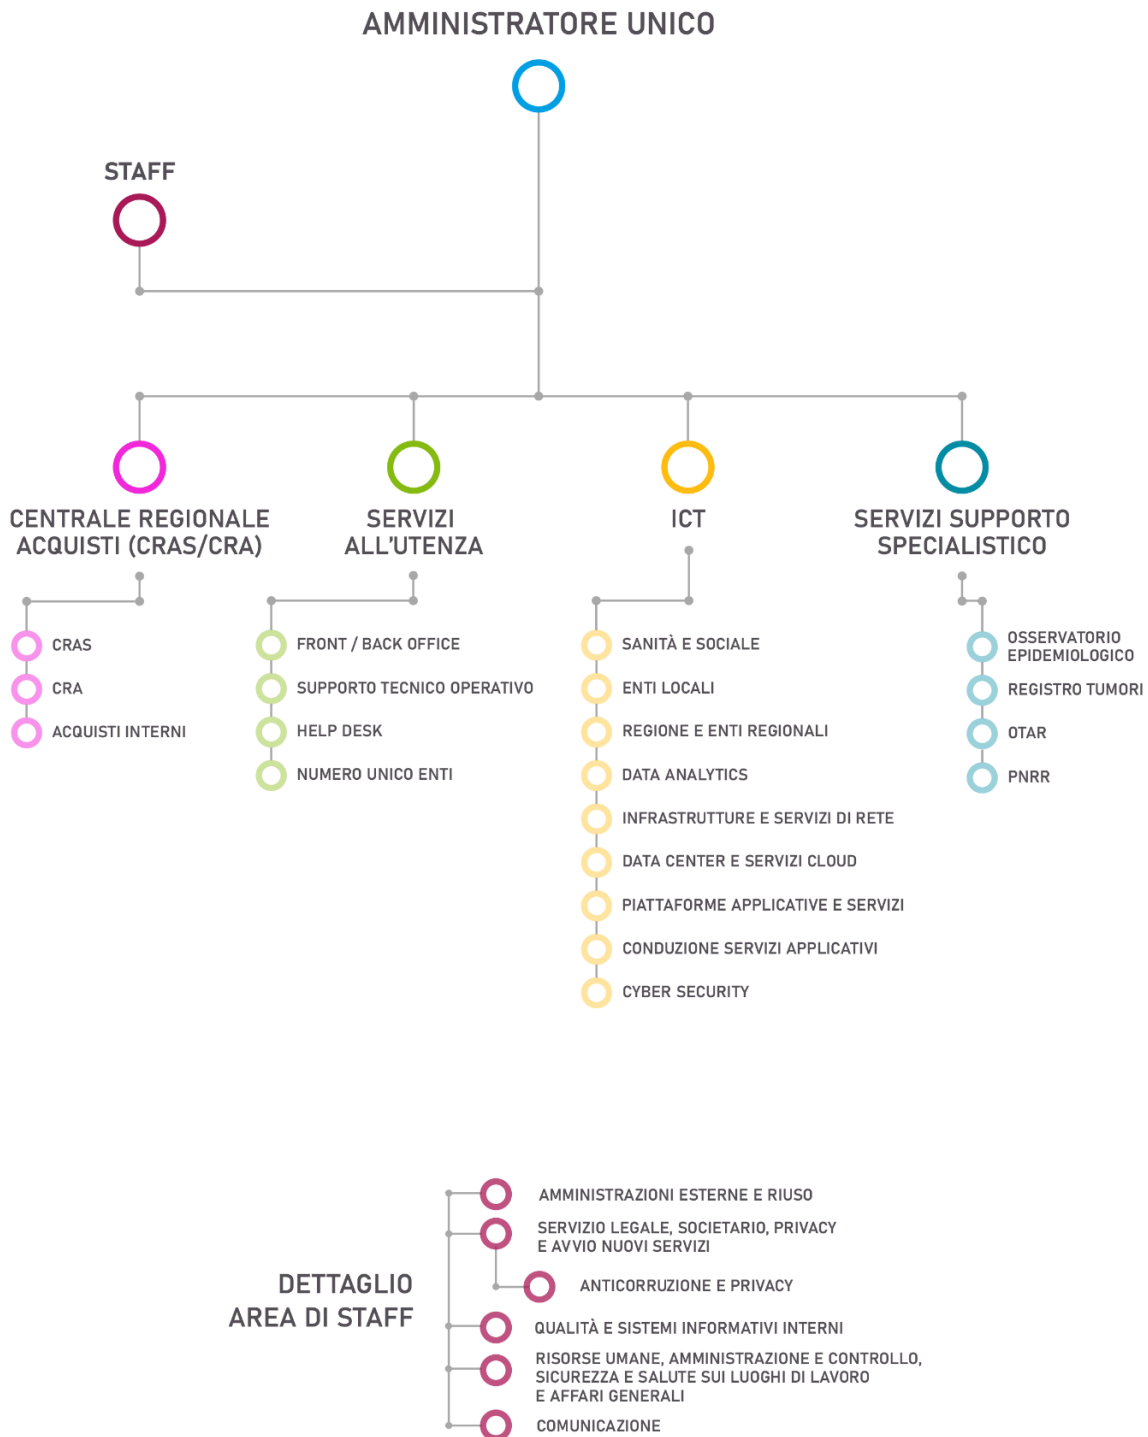 AMMINISTRATORE UNICO
STAFF
CENTRALE REGIONALE
ACQUISTI (CRAS/CRA)
CRAS
CRA
ACQUISTI INTERNI
SERVIZI
ALL'UTENZA
FRONT / BACK OFFICE
SUPPORTO TECNICO OPERATIVO
HELP DESK
NUMERO UNICO ENTI
ICT
SANITÀ E SOCIALE
ENTI LOCALI
REGIONE E ENTI REGIONALI
DATA ANALYTICS
INFRASTRUTTURE E SERVIZI DI RETE
DATA CENTER E SERVIZI CLOUD
PIATTAFORME APPLICATIVE E SERVIZI
CONDUZIONE SERVIZI APPLICATIVI
CYBER SECURITY
SERVIZI SUPPORTO
SPECIALISTICO
OSSERVATORIO
EPIDEMIOLOGICO
REGISTRO TUMORI
OTAR
PNRR
DETTAGLIO
AREA DI STAFF
AMMINISTRAZIONI ESTERNE E RIUSO
SERVIZIO LEGALE, SOCIETARIO, PRIVACY
E AVVIO NUOVI SERVIZI
ANTICORRUZIONE E PRIVACY
QUALITÀ E SISTEMI INFORMATIVI INTERNI
RISORSE UMANE, AMMINISTRAZIONE E CONTROLLO,
SICUREZZA E SALUTE SUI LUOGHI DI LAVORO
E AFFARI GENERALI
COMUNICAZIONE